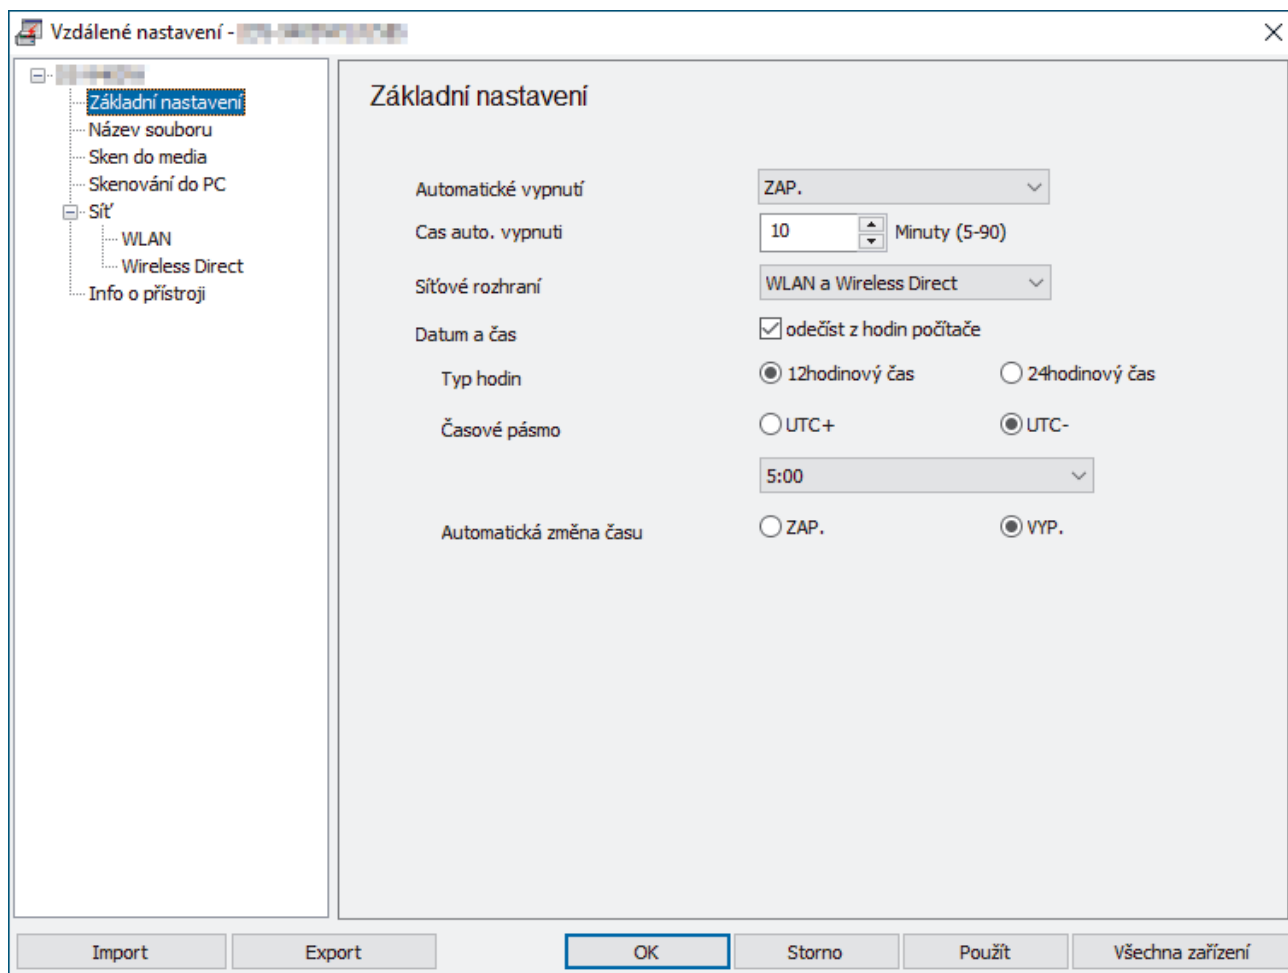 Vzdálené nastavení -
Základní nastavení
Název souboru
Sken do media
Skenování do PC
Síť
WLAN
Wireless Direct
Info o přístroji
Základní nastavení
Automatické vypnutí ZAP.
Cas auto. vypnuti 10 Minuty (5-90)
Síťové rozhraní WLAN a Wireless Direct
Datum a čas odečíst z hodin počítače
Typ hodin 12hodinový čas 24hodinový čas
Časové pásmo UTC+ UTC-
5:00
Automatická změna času ZAP. VYP.
Import Export OK Storno Použít Všechna zařízení